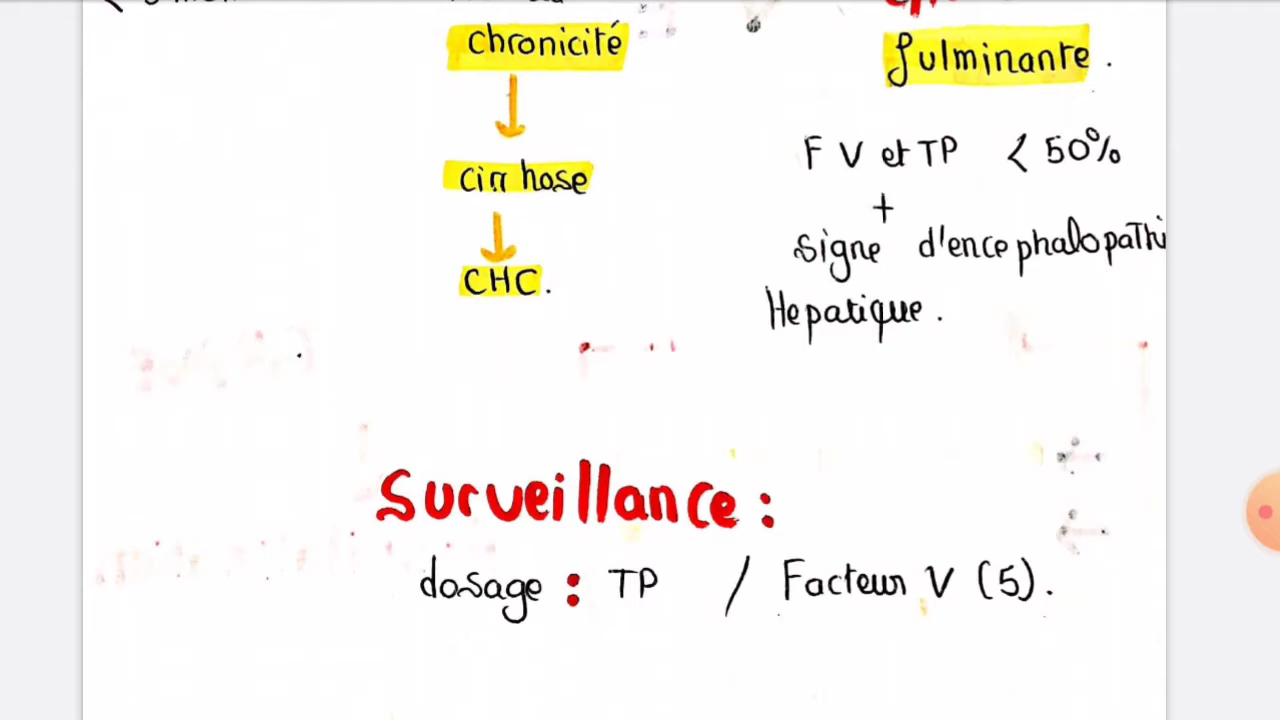 chronicité
cirrhose
CHC.
fulminante.
F V et TP < 50%
+
signe d'encephalopathi
Hepatique.
Surveillance :
dosage : TP / Facteur V (5).